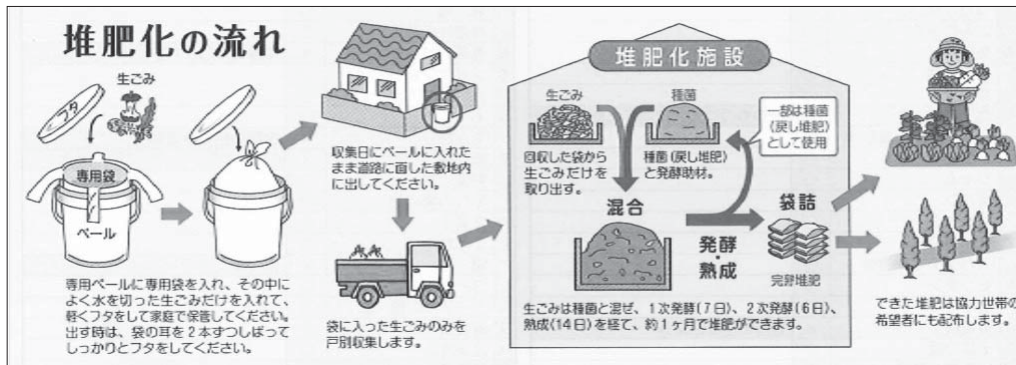 堆肥化の流れ
生ごみ
フタ
専用袋
ペール
専用ペールに専用袋を入れ、その中に
よく水を切った生ごみだけを入れて、
軽くフタをして家庭で保管してください。
出す時は、袋の耳を2本ずつしばって
しっかりとフタをしてください。
収集日にペールに入れた
まま道路に面した敷地内
に出してください。
袋に入った生ごみのみを
戸別収集します。
堆肥化施設
生ごみ
回収した袋から
生ごみだけを
取り出す。
種菌
種菌(戻し堆肥)
と発酵助材。
一部は種菌
(戻し堆肥)
として使用
混合
発酵・熟成
袋詰
完熟堆肥
生ごみは種菌と混ぜ、1次発酵(7日)、2次発酵(6日)、
熟成(14日)を経て、約1ヶ月で堆肥ができます。
できた堆肥は協力世帯の
希望者にも配布します。